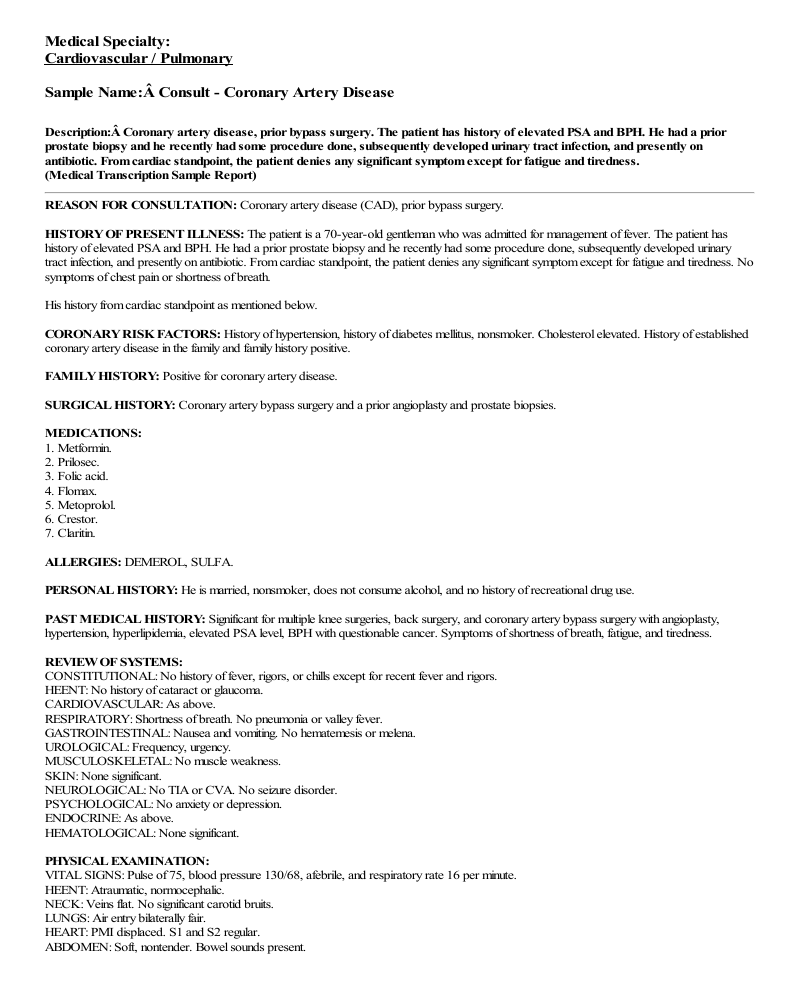 Medical Specialty:
Cardiovascular / Pulmonary
Sample Name:Â Consult - Coronary Artery Disease
Description:Â Coronary artery disease, prior bypass surgery. The patient has history of elevated PSA and BPH. He had a prior
prostate biopsy and he recently had some procedure done, subsequently developed urinary tract infection, and presently on
antibiotic. From cardiac standpoint, the patient denies any significant symptom except for fatigue and tiredness.
(Medical Transcription Sample Report)
REASON FOR CONSULTATION: Coronary artery disease (CAD), prior bypass surgery.
HISTORY OF PRESENT ILLNESS: The patient is a 70-year-old gentleman who was admitted for management of fever. The patient has
history of elevated PSA and BPH. He had a prior prostate biopsy and he recently had some procedure done, subsequently developed urinary
tract infection, and presently on antibiotic. From cardiac standpoint, the patient denies any significant symptom except for fatigue and tiredness. No
symptoms of chest pain or shortness of breath.
His history from cardiac standpoint as mentioned below.
CORONARY RISK FACTORS: History of hypertension, history of diabetes mellitus, nonsmoker. Cholesterol elevated. History of established
coronary artery disease in the family and family history positive.
FAMILY HISTORY: Positive for coronary artery disease.
SURGICAL HISTORY: Coronary artery bypass surgery and a prior angioplasty and prostate biopsies.
MEDICATIONS:
1. Metformin.
2. Prilosec.
3. Folic acid.
4. Flomax.
5. Metoprolol.
6. Crestor.
7. Claritin.
ALLERGIES: DEMEROL, SULFA.
PERSONAL HISTORY: He is married, nonsmoker, does not consume alcohol, and no history of recreational drug use.
PAST MEDICAL HISTORY: Significant for multiple knee surgeries, back surgery, and coronary artery bypass surgery with angioplasty,
hypertension, hyperlipidemia, elevated PSA level, BPH with questionable cancer. Symptoms of shortness of breath, fatigue, and tiredness.
REVIEW OF SYSTEMS:
CONSTITUTIONAL: No history of fever, rigors, or chills except for recent fever and rigors.
HEENT: No history of cataract or glaucoma.
CARDIOVASCULAR: As above.
RESPIRATORY: Shortness of breath. No pneumonia or valley fever.
GASTROINTESTINAL: Nausea and vomiting. No hematemesis or melena.
UROLOGICAL: Frequency, urgency.
MUSCULOSKELETAL: No muscle weakness.
SKIN: None significant.
NEUROLOGICAL: No TIA or CVA. No seizure disorder.
PSYCHOLOGICAL: No anxiety or depression.
ENDOCRINE: As above.
HEMATOLOGICAL: None significant.
PHYSICAL EXAMINATION:
VITAL SIGNS: Pulse of 75, blood pressure 130/68, afebrile, and respiratory rate 16 per minute.
HEENT: Atraumatic, normocephalic.
NECK: Veins flat. No significant carotid bruits.
LUNGS: Air entry bilaterally fair.
HEART: PMI displaced. S1 and S2 regular.
ABDOMEN: Soft, nontender. Bowel sounds present.